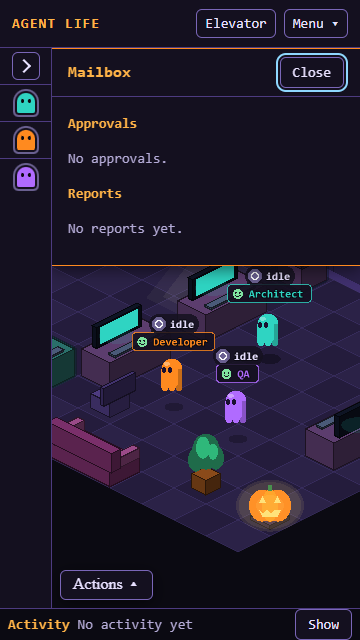 AGENT LIFE
Elevator
Menu ▾
Mailbox
Close
Approvals
No approvals.
Reports
No reports yet.
idle
Architect
idle
Developer
idle
QA
Actions ▴
Activity No activity yet
Show